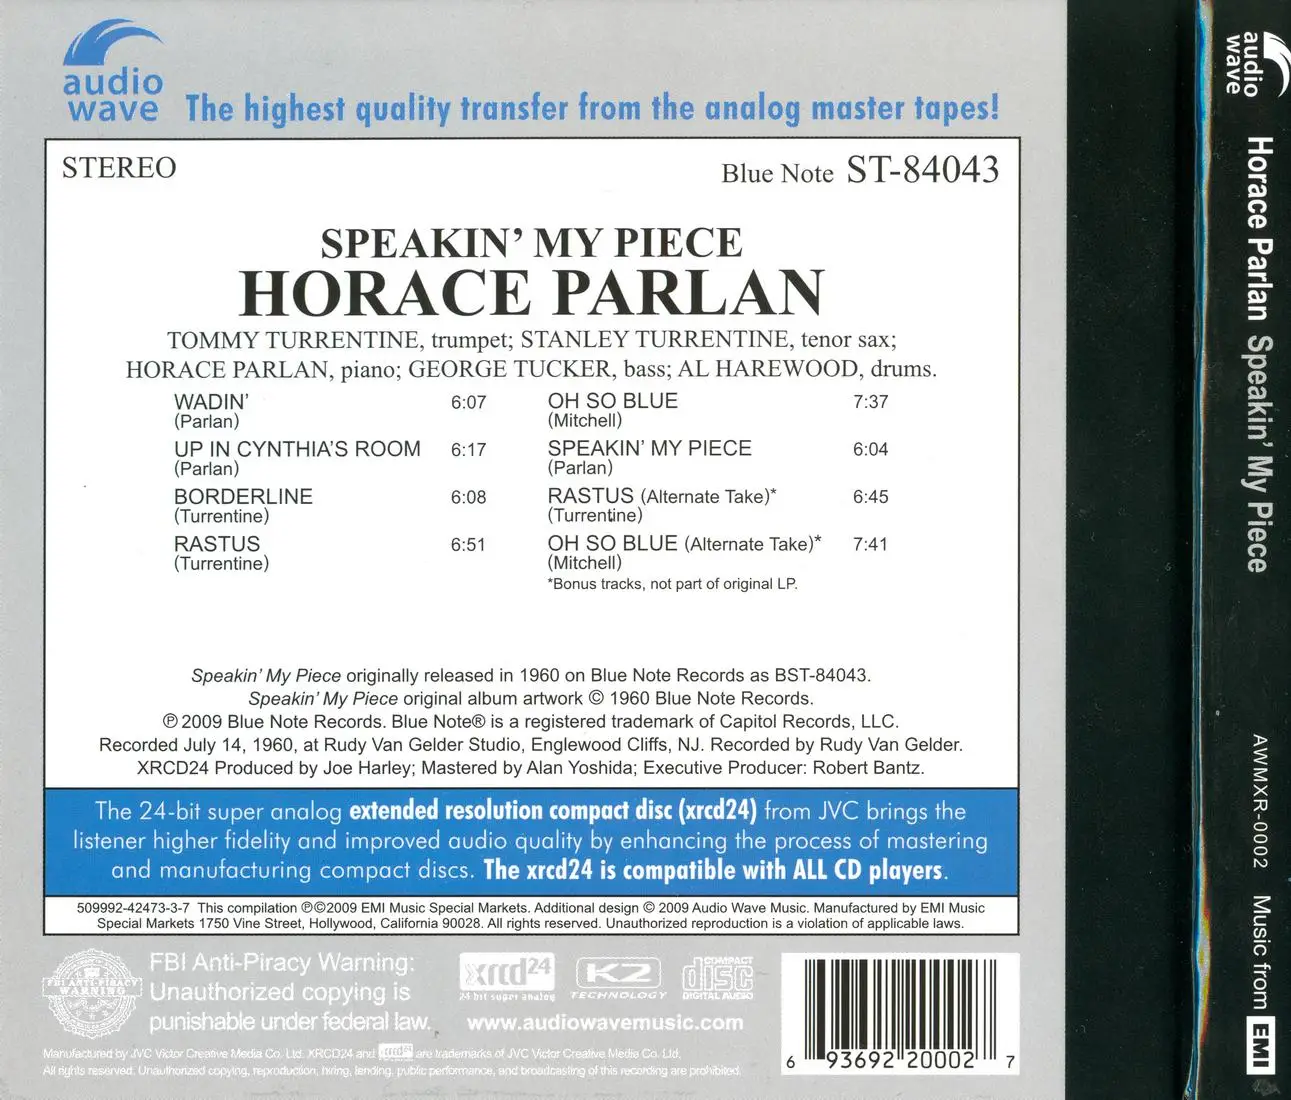 audio
wave
The highest quality transfer from the analog master tapes!
STEREO
Blue Note ST-84043
SPEAKIN’ MY PIECE
HORACE PARLAN
TOMMY TURRENTINE, trumpet; STANLEY TURRENTINE, tenor sax;
HORACE PARLAN, piano; GEORGE TUCKER, bass; AL HAREWOOD, drums.
WADIN’ 6:07
(Parlan)
UP IN CYNTHIA’S ROOM 6:17
(Parlan)
BORDERLINE 6:08
(Turrentine)
RASTUS 6:51
(Turrentine)
OH SO BLUE 7:37
(Mitchell)
SPEAKIN’ MY PIECE 6:04
(Parlan)
RASTUS (Alternate Take)* 6:45
(Turrentine)
OH SO BLUE (Alternate Take)* 7:41
(Mitchell)
*Bonus tracks, not part of original LP.
Speakin’ My Piece originally released in 1960 on Blue Note Records as BST-84043.
Speakin’ My Piece original album artwork © 1960 Blue Note Records.
℗ 2009 Blue Note Records. Blue Note® is a registered trademark of Capitol Records, LLC.
Recorded July 14, 1960, at Rudy Van Gelder Studio, Englewood Cliffs, NJ. Recorded by Rudy Van Gelder.
XRCD24 Produced by Joe Harley; Mastered by Alan Yoshida; Executive Producer: Robert Bantz.
The 24-bit super analog extended resolution compact disc (xrcd24) from JVC brings the
listener higher fidelity and improved audio quality by enhancing the process of mastering
and manufacturing compact discs. The xrcd24 is compatible with ALL CD players.
509992-42473-3-7 This compilation ℗©2009 EMI Music Special Markets. Additional design © 2009 Audio Wave Music. Manufactured by EMI Music
Special Markets 1750 Vine Street, Hollywood, California 90028. All rights reserved. Unauthorized reproduction is a violation of applicable laws.
FBI ANTI-PIRACY
WARNING
FBI Anti-Piracy Warning:
Unauthorized copying is
punishable under federal law.
xrcd24
24 bit super analog
K2
TECHNOLOGY
COMPACT
disc
DIGITAL AUDIO
www.audiowavemusic.com
Manufactured by JVC Victor Creative Media Co. Ltd. XRCD24 and xrcd24 are trademarks of JVC Victor Creative Media Co. Ltd.
All rights reserved. Unauthorized copying, reproduction, hiring, lending, public performance, and broadcasting of this recording are prohibited.
6 93692 20002 7
audio
wave
Horace Parlan Speakin’ My Piece
AWMXR-0002
Music from EMI